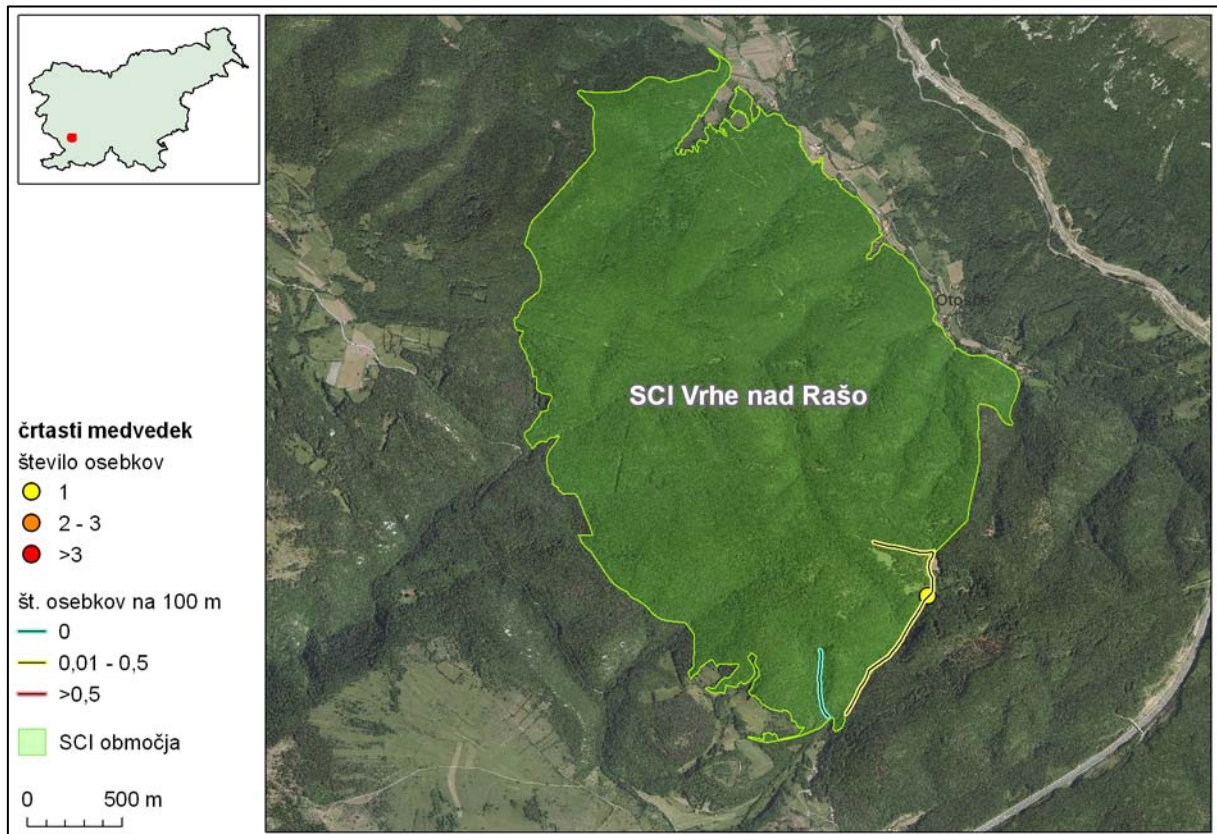 črtasti medvedek
število osebkov
1
2 - 3
>3
št. osebkov na 100 m
0
0,01 - 0,5
>0,5
SCI območja
0 500 m
SCI Vrhe nad Rašo
Otošče